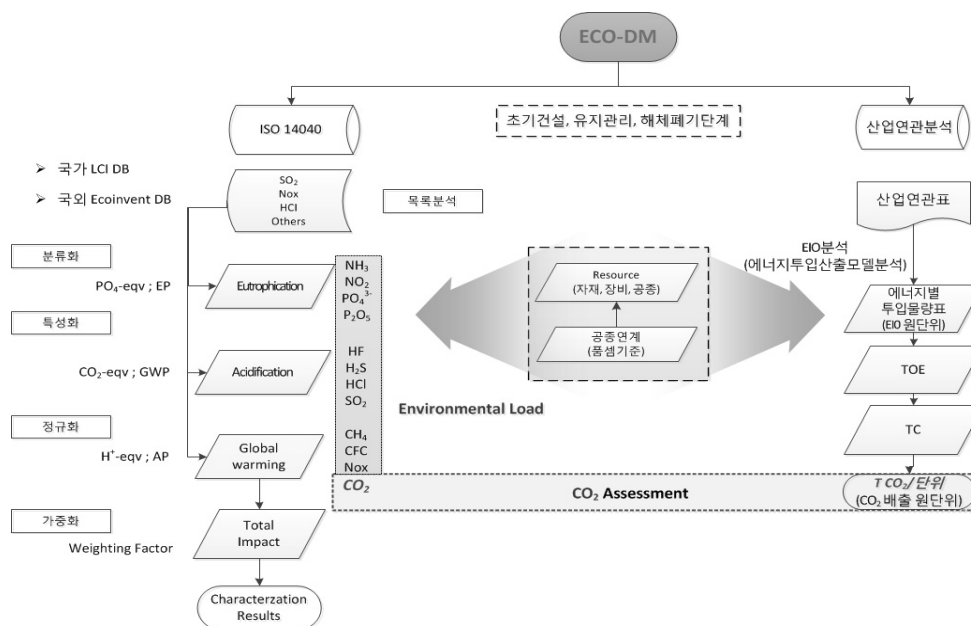 ECO-DM
ISO 14040
초기건설, 유지관리, 해체폐기단계
산업연관분석
➢ 국가 LCI DB
➢ 국외 Ecoinvent DB
SO₂
Nox
HCl
Others
목록분석
산업연관표
분류화
PO₄-eqv ; EP
Eutrophication
NH₃
NO₂
PO₄³⁻
P₂O₅
Resource
(자재, 장비, 공종)
공종연계
(품셈기준)
EIO분석
(에너지투입산출모델분석)
에너지별
투입물량표
(EIO 원단위)
특성화
CO₂-eqv ; GWP
Acidification
HF
H₂S
HCl
SO₂
Environmental Load
TOE
정규화
H⁺-eqv ; AP
Global
warming
CH₄
CFC
Nox
CO₂
TC
CO₂ Assessment
T CO₂/단위
(CO₂ 배출 원단위)
가중화
Weighting Factor
Total
Impact
Characterzation
Results